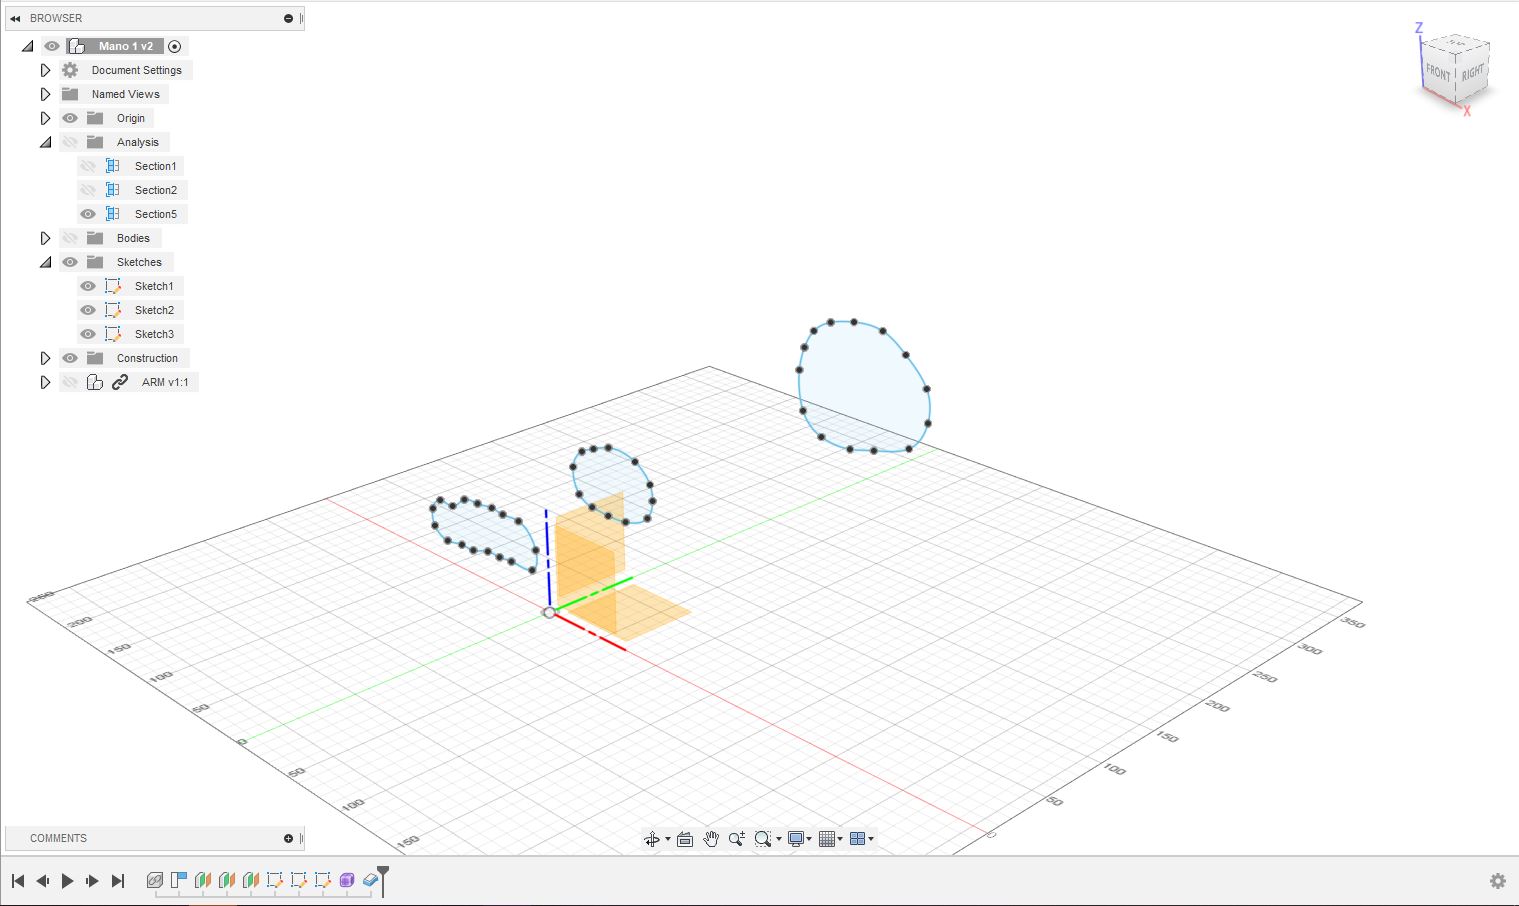 BROWSER
Mano 1 v2
Document Settings
Named Views
Origin
Analysis
Section1
Section2
Section5
Bodies
Sketches
Sketch1
Sketch2
Sketch3
Construction
ARM v1:1
Z
TOP
FRONT
RIGHT
X
250
200
150
100
50
0
50
100
150
350
300
250
200
150
100
50
0
COMMENTS